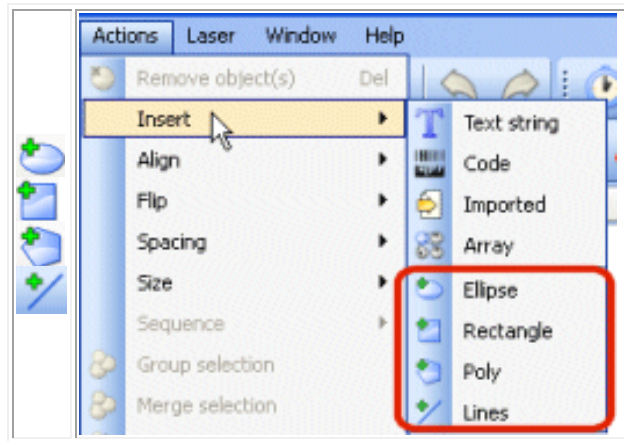 Actions Laser Window Help
Remove object(s) Del
Insert
Align
Flip
Spacing
Size
Sequence
Group selection
Merge selection
Text string
Code
Imported
Array
Ellipse
Rectangle
Poly
Lines